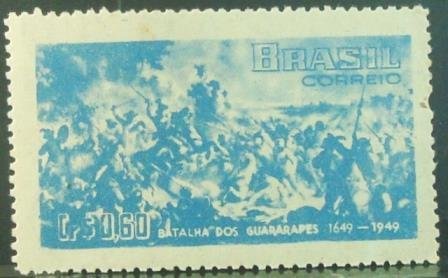 BRASIL
CORREIO
Cr$0,60 BATALHA DOS GUARARAPES 1649-1949